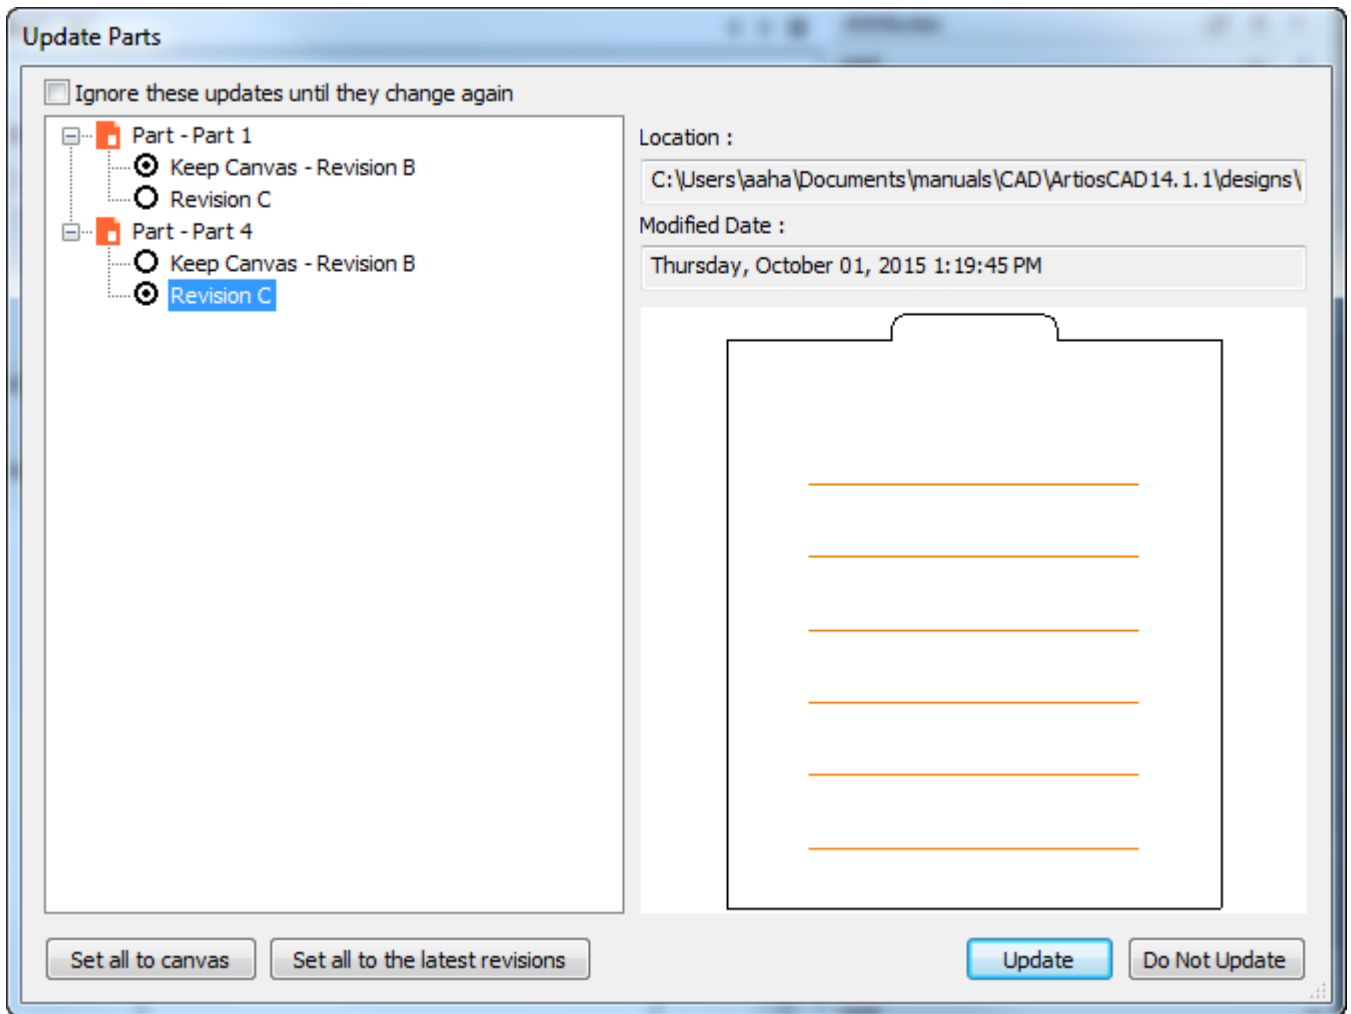 Update Parts
Ignore these updates until they change again
Part - Part 1
Keep Canvas - Revision B
Revision C
Part - Part 4
Keep Canvas - Revision B
Revision C
Location :
C:\Users\aaha\Documents\manuals\CAD\ArtiosCAD14.1.1\designs\
Modified Date :
Thursday, October 01, 2015 1:19:45 PM
Set all to canvas
Set all to the latest revisions
Update
Do Not Update